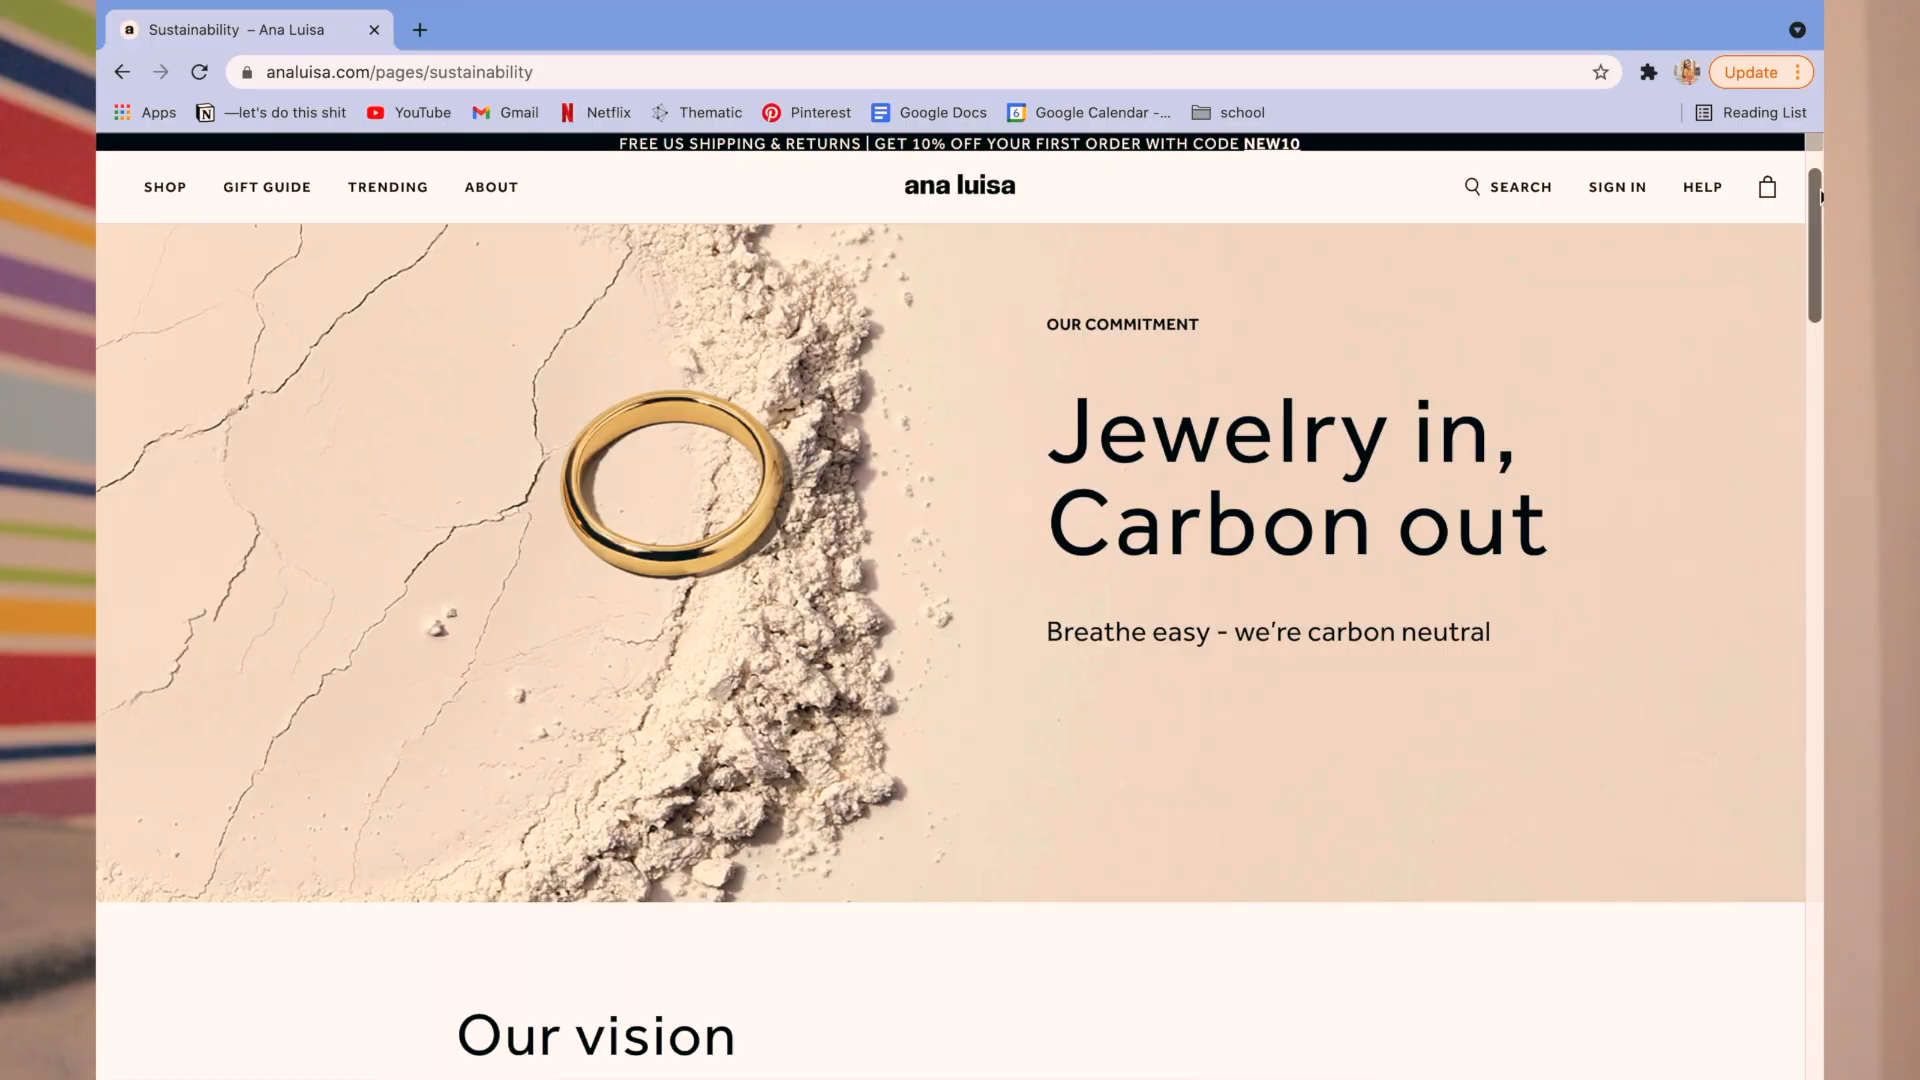 a Sustainability – Ana Luisa
analuisa.com/pages/sustainability
Update
Apps
—let's do this shit
YouTube
Gmail
Netflix
Thematic
Pinterest
Google Docs
6 Google Calendar -...
school
Reading List
FREE US SHIPPING & RETURNS | GET 10% OFF YOUR FIRST ORDER WITH CODE NEW10
SHOP
GIFT GUIDE
TRENDING
ABOUT
ana luisa
SEARCH
SIGN IN
HELP
OUR COMMITMENT
Jewelry in,
Carbon out
Breathe easy - we're carbon neutral
Our vision